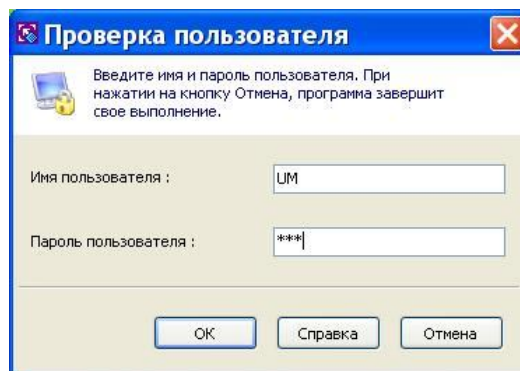 Проверка пользователя
Введите имя и пароль пользователя. При
нажатии на кнопку Отмена, программа завершит
свое выполнение.
Имя пользователя :
UM
Пароль пользователя :
***
ОК
Справка
Отмена